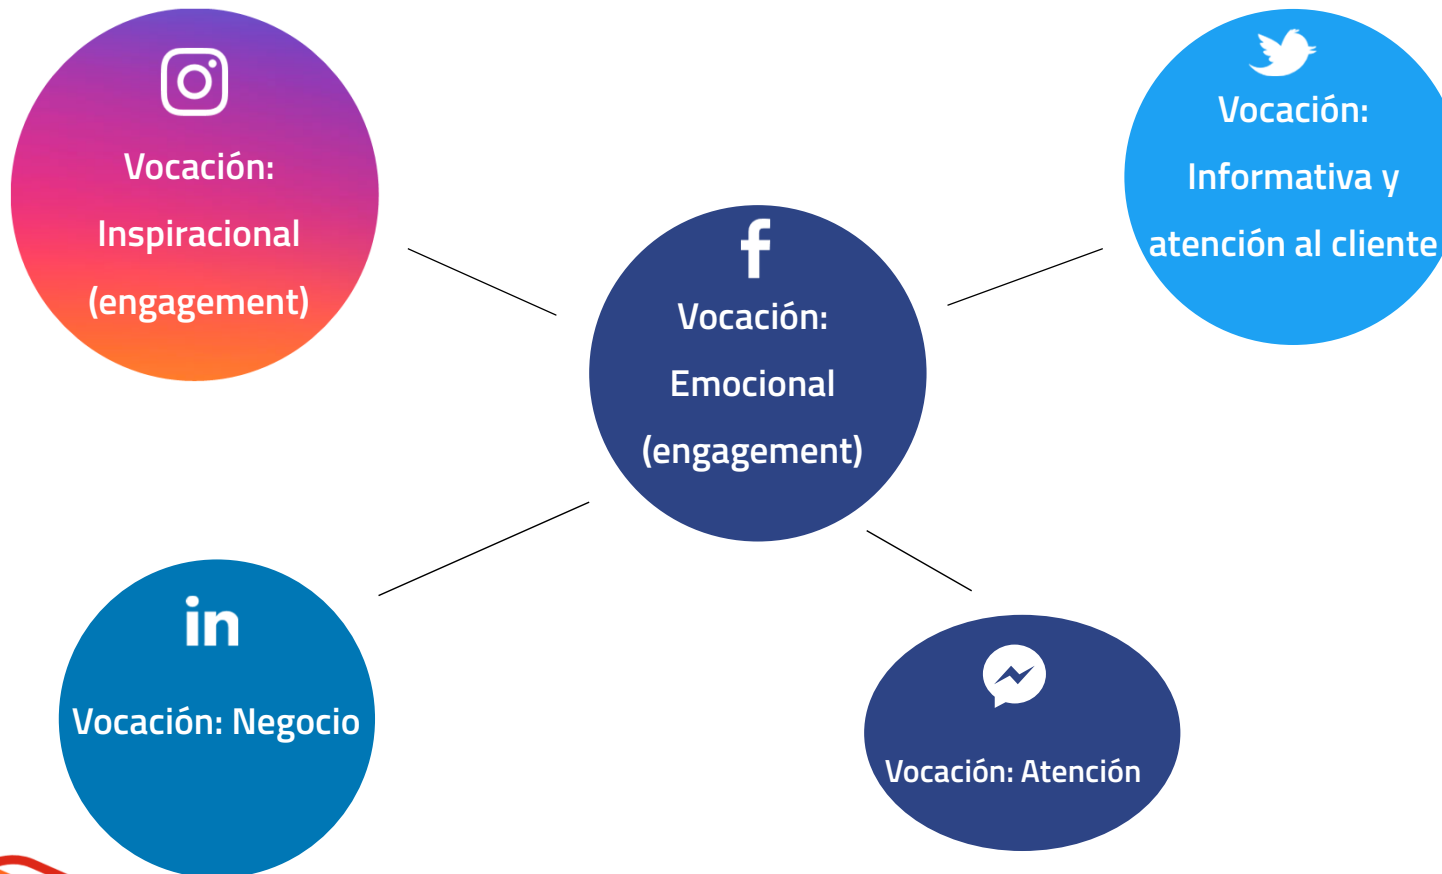 Vocación:
Inspiracional
(engagement)
Vocación:
Informativa y
atención al cliente
f
Vocación:
Emocional
(engagement)
in
Vocación: Negocio
Vocación: Atención